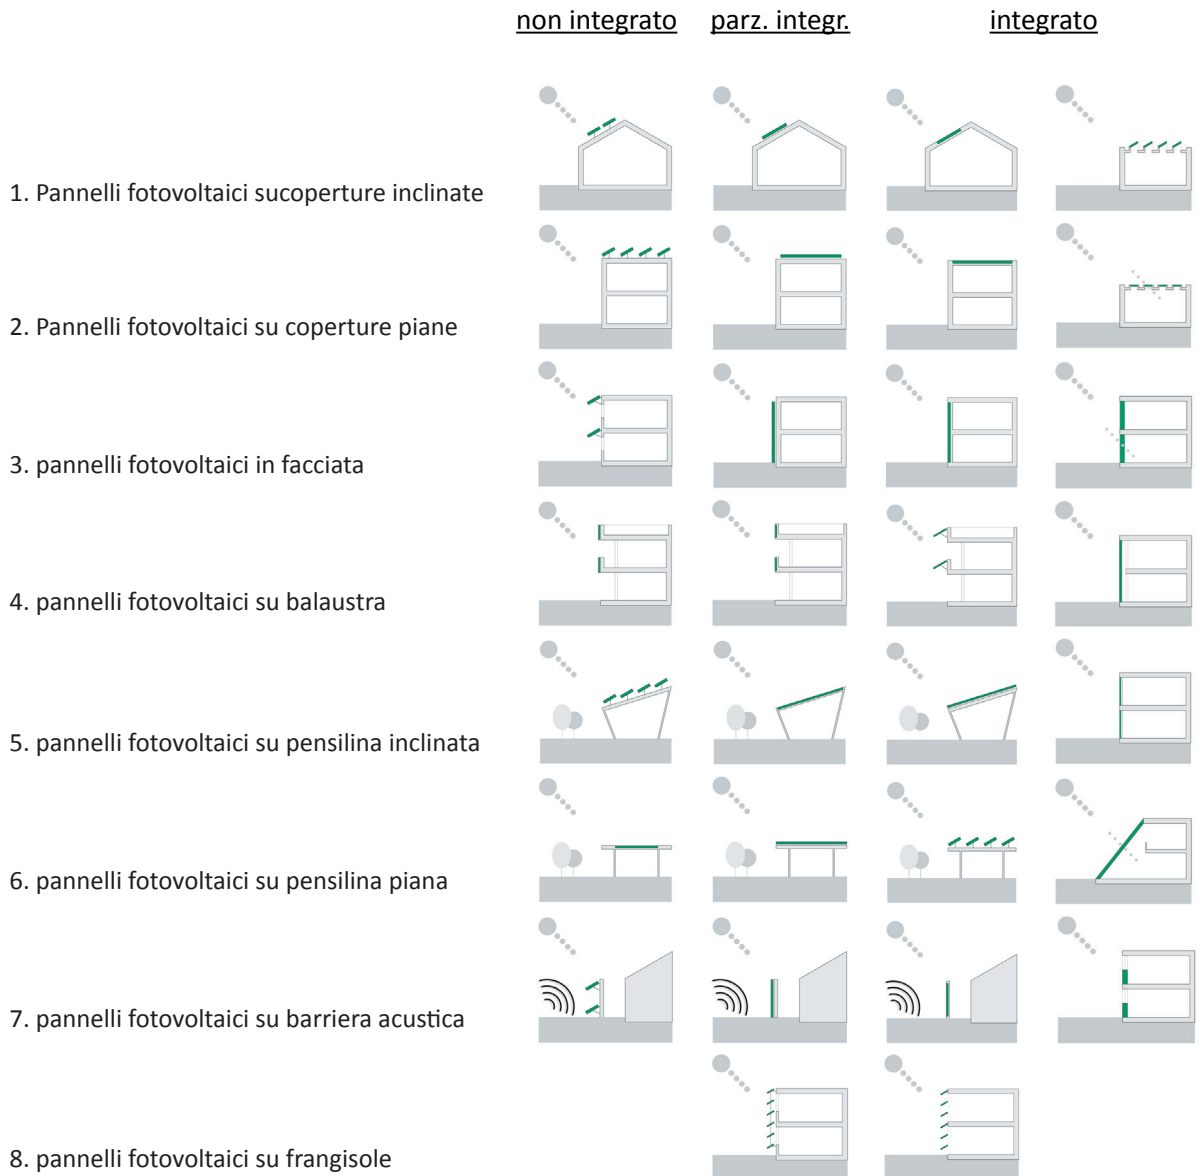 non integrato parz. integr. integrato
1. Pannelli fotovoltaici sucoperture inclinate
2. Pannelli fotovoltaici su coperture piane
3. pannelli fotovoltaici in facciata
4. pannelli fotovoltaici su balaustra
5. pannelli fotovoltaici su pensilina inclinata
6. pannelli fotovoltaici su pensilina piana
7. pannelli fotovoltaici su barriera acustica
8. pannelli fotovoltaici su frangisole